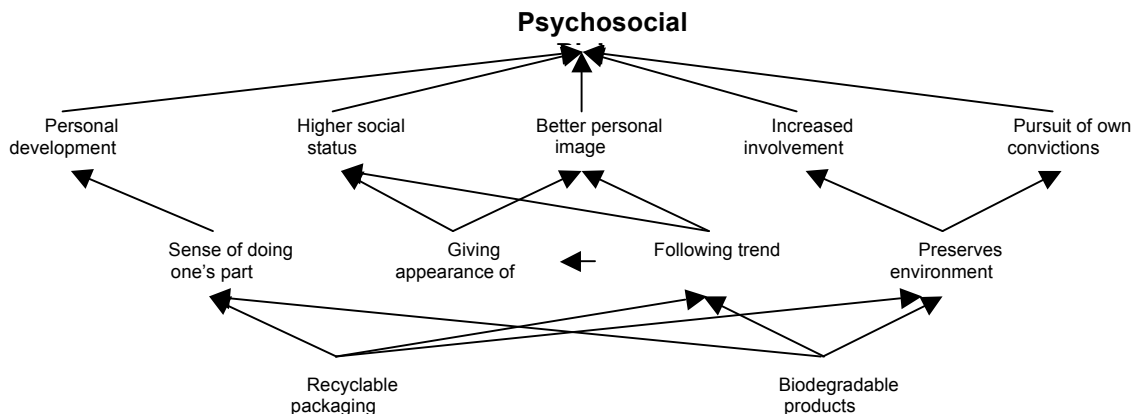 Psychosocial
Personal
development
Higher social
status
Better personal
image
Increased
involvement
Pursuit of own
convictions
Sense of doing
one's part
Giving
appearance of
Following trend
Preserves
environment
Recyclable
packaging
Biodegradable
products